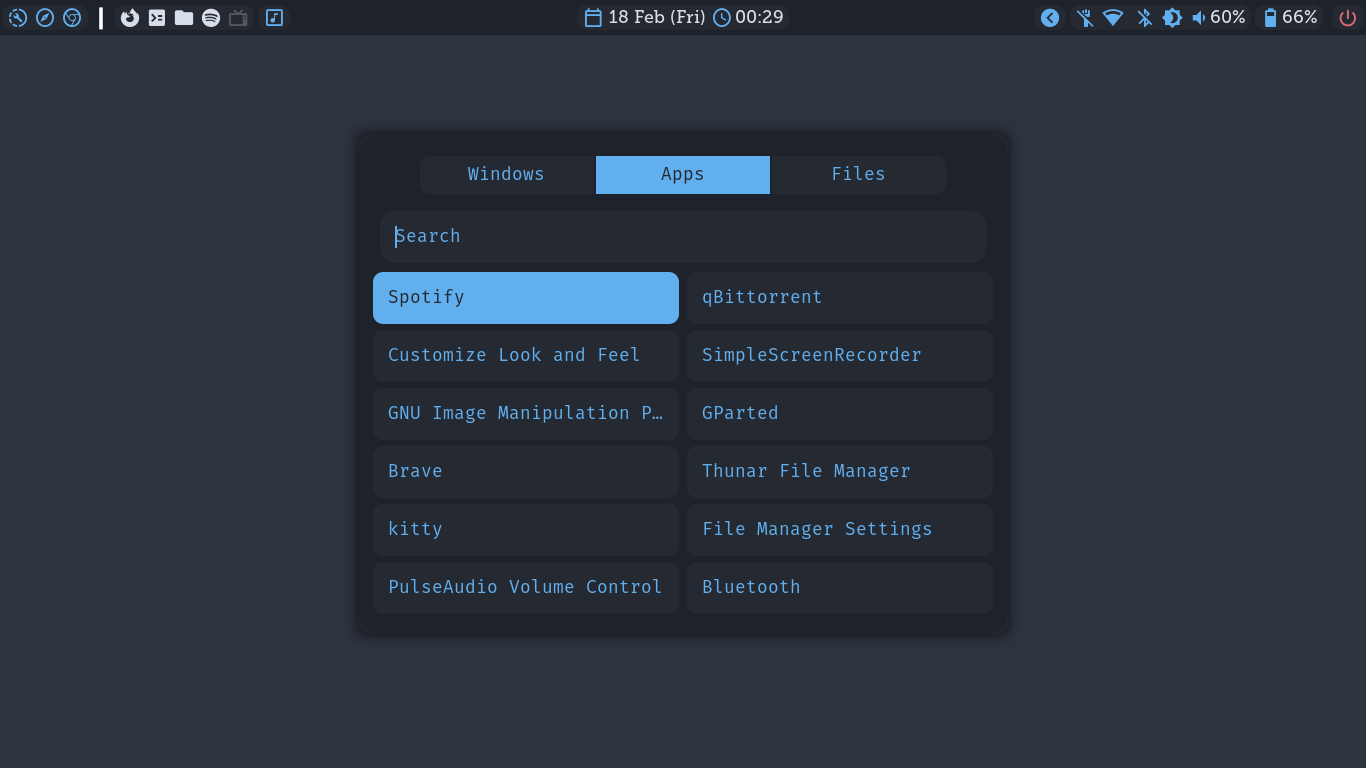 18 Feb (Fri) 00:29 60% 66%
Windows Apps Files
Search
Spotify qBittorrent
Customize Look and Feel SimpleScreenRecorder
GNU Image Manipulation P… GParted
Brave Thunar File Manager
kitty File Manager Settings
PulseAudio Volume Control Bluetooth